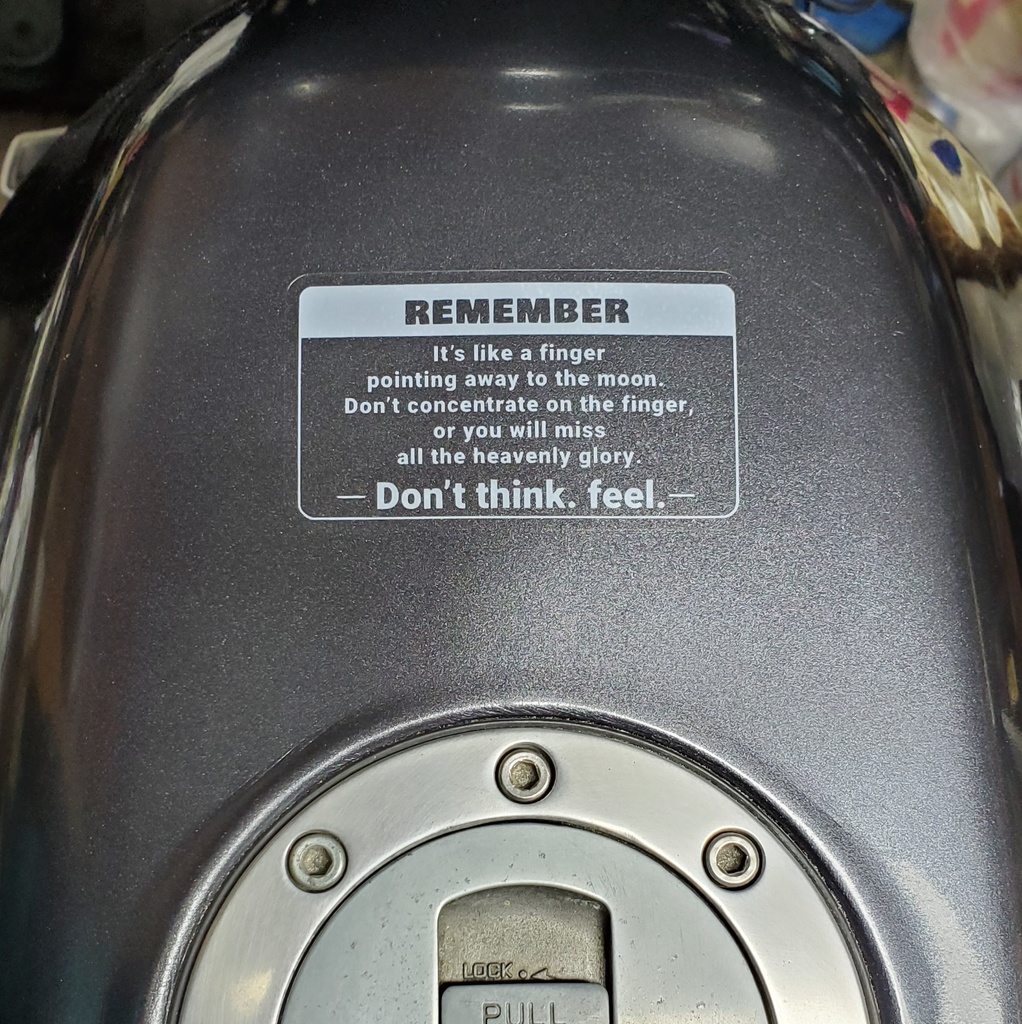 REMEMBER
It's like a finger
pointing away to the moon.
Don't concentrate on the finger,
or you will miss
all the heavenly glory.
— Don't think. feel. —
LOCK
PULL